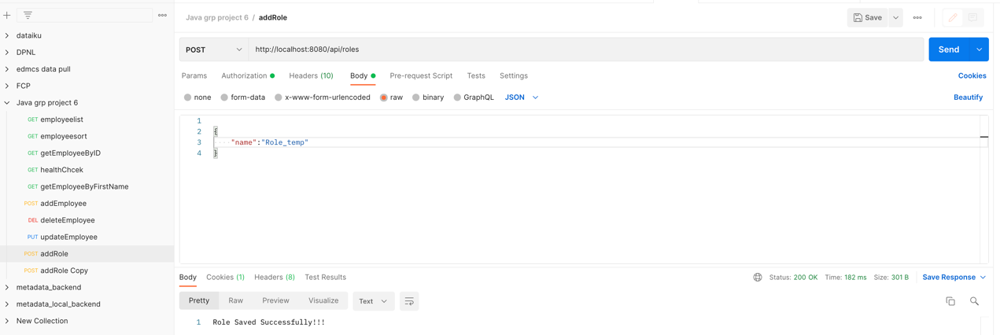 Java grp project 6 / addRole
Save
dataiku
DPNL
edmcs data pull
FCP
Java grp project 6
GET employeelist
GET employeesort
GET getEmployeeByID
GET healthChcek
GET getEmployeeByFirstName
POST addEmployee
DEL deleteEmployee
PUT updateEmployee
POST addRole
POST addRole Copy
metadata_backend
metadata_local_backend
New Collection
POST http://localhost:8080/api/roles Send
Params Authorization Headers (10) Body Pre-request Script Tests Settings Cookies
none form-data x-www-form-urlencoded raw binary GraphQL JSON Beautify
1
2 {
3 "name":"Role_temp"
4 }
Body Cookies (1) Headers (8) Test Results Status: 200 OK Time: 182 ms Size: 301 B Save Response
Pretty Raw Preview Visualize Text
1 Role Saved Successfully!!!